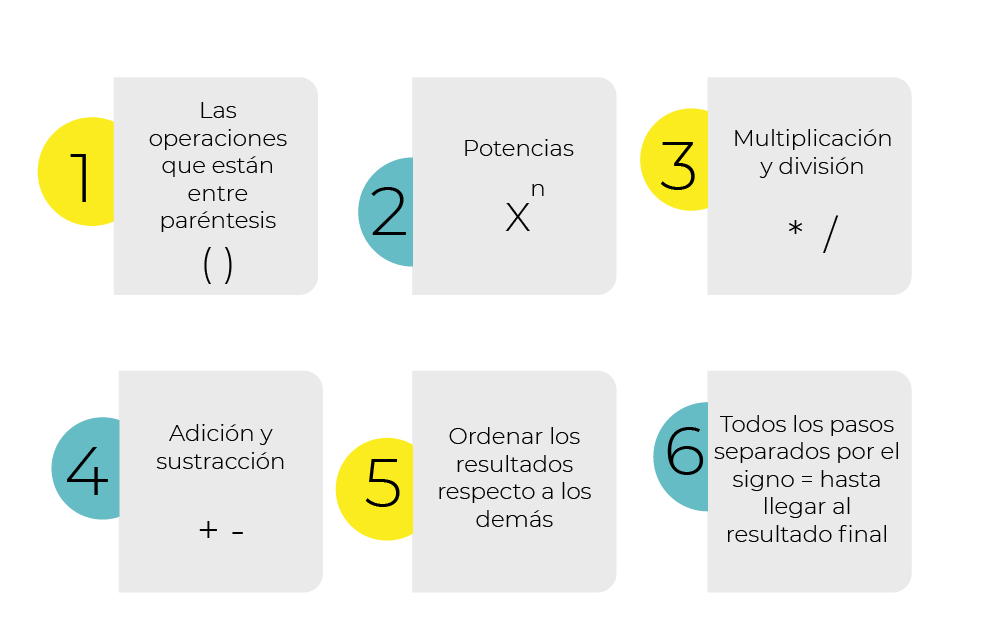 1
Las
operaciones
que están
entre
paréntesis
( )
2
Potencias
n
X
3
Multiplicación
y división
* /
4
Adición y
sustracción
+ -
5
Ordenar los
resultados
respecto a los
demás
6
Todos los pasos
separados por el
signo = hasta
llegar al
resultado final